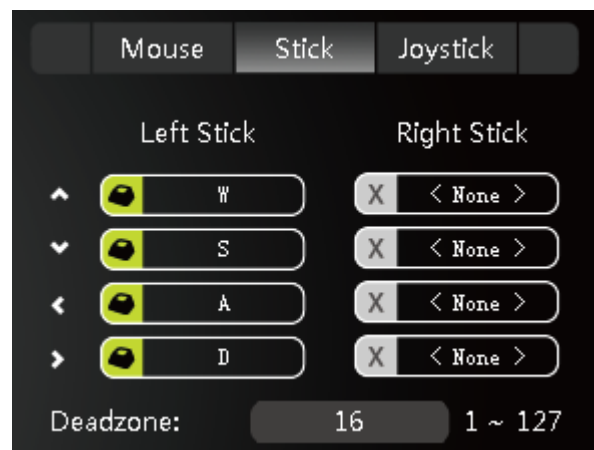 Mouse Stick Joystick
Left Stick Right Stick
W X < None >
S X < None >
A X < None >
D X < None >
Deadzone: 16 1 ~ 127